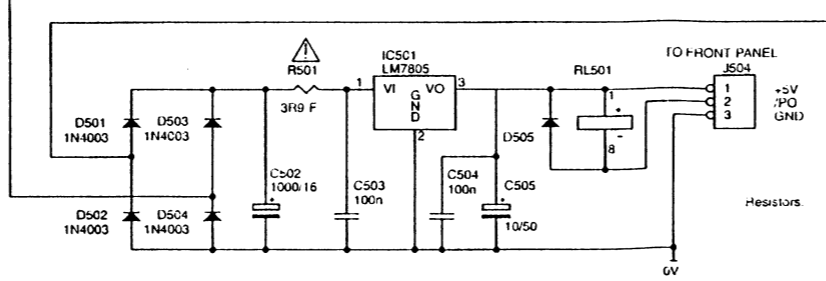 IC501
LM7805
R501
3R9 F
1
VI
VO
3
GND
2
TO FRONT PANEL
J504
RL501
1
+
-
8
1
2
3
+5V
/PO
GND
D501
1N4003
D503
1N4003
D505
C502
1000/16
+
C503
100n
C504
100n
C505
+
10/50
D502
1N4003
D504
1N4003
Resistors
0V